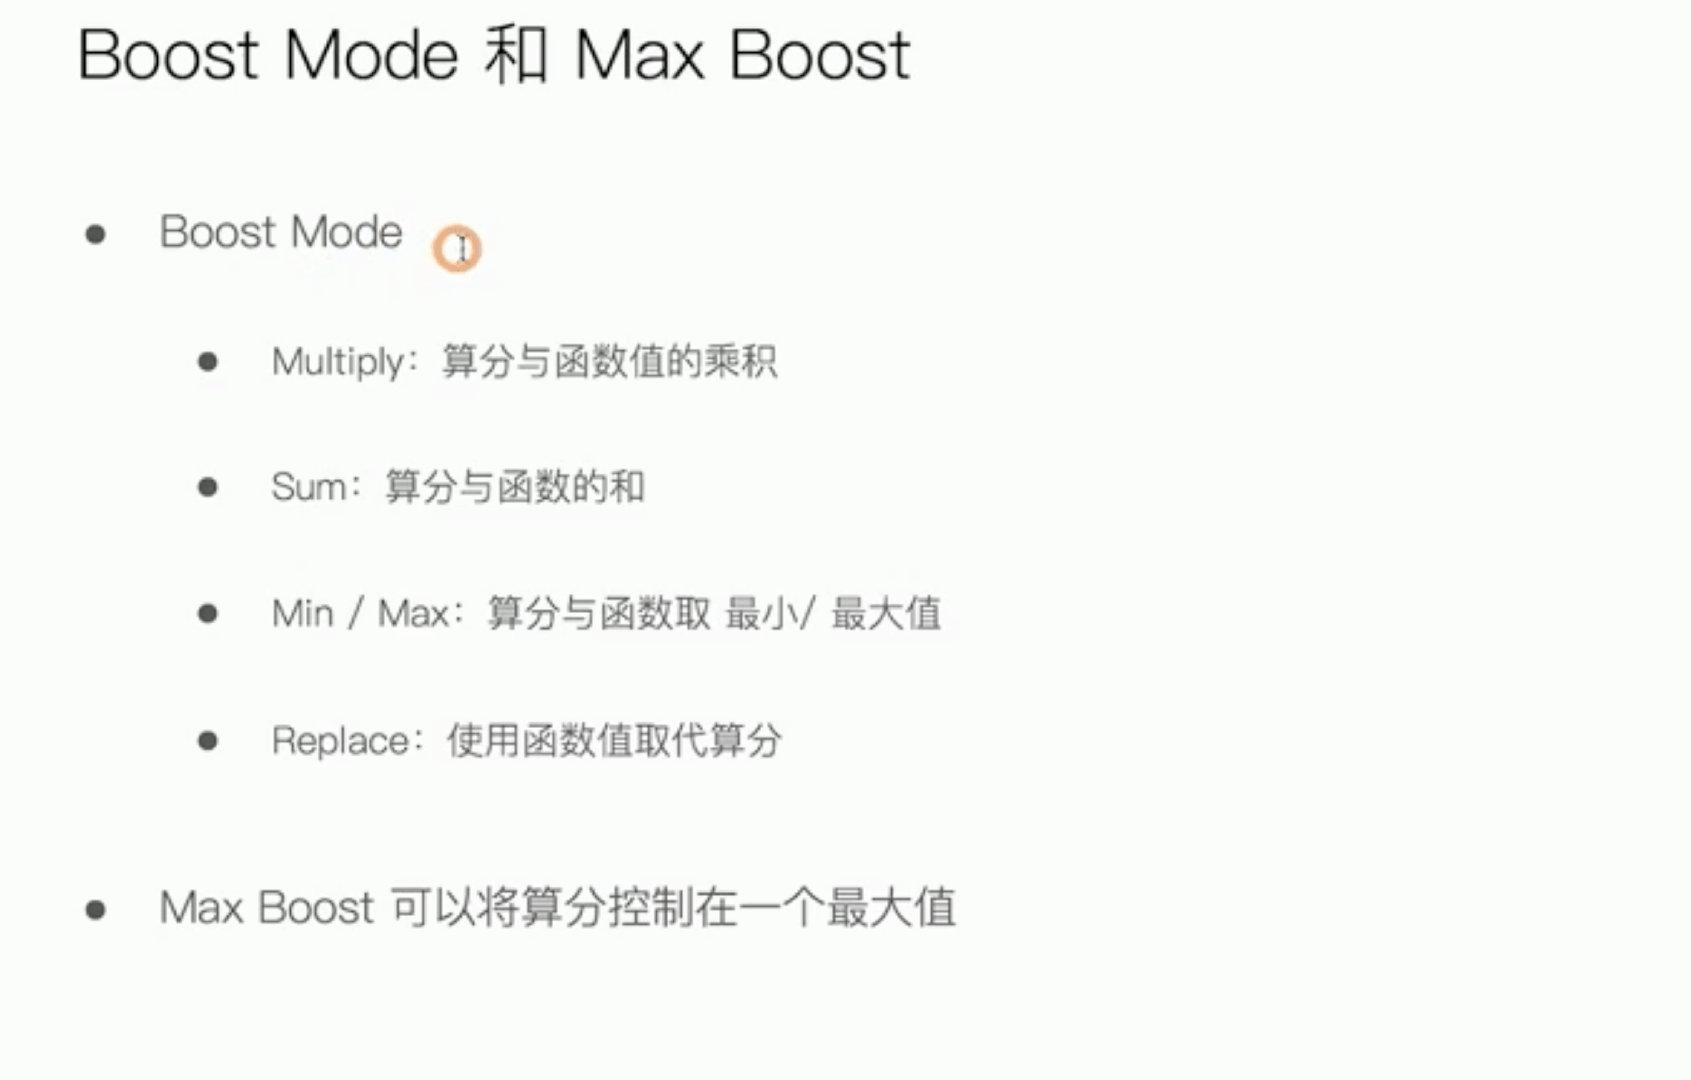 Boost Mode 和 Max Boost
Boost Mode
Multiply：算分与函数值的乘积
Sum：算分与函数的和
Min / Max：算分与函数取 最小/ 最大值
Replace：使用函数值取代算分
Max Boost 可以将算分控制在一个最大值